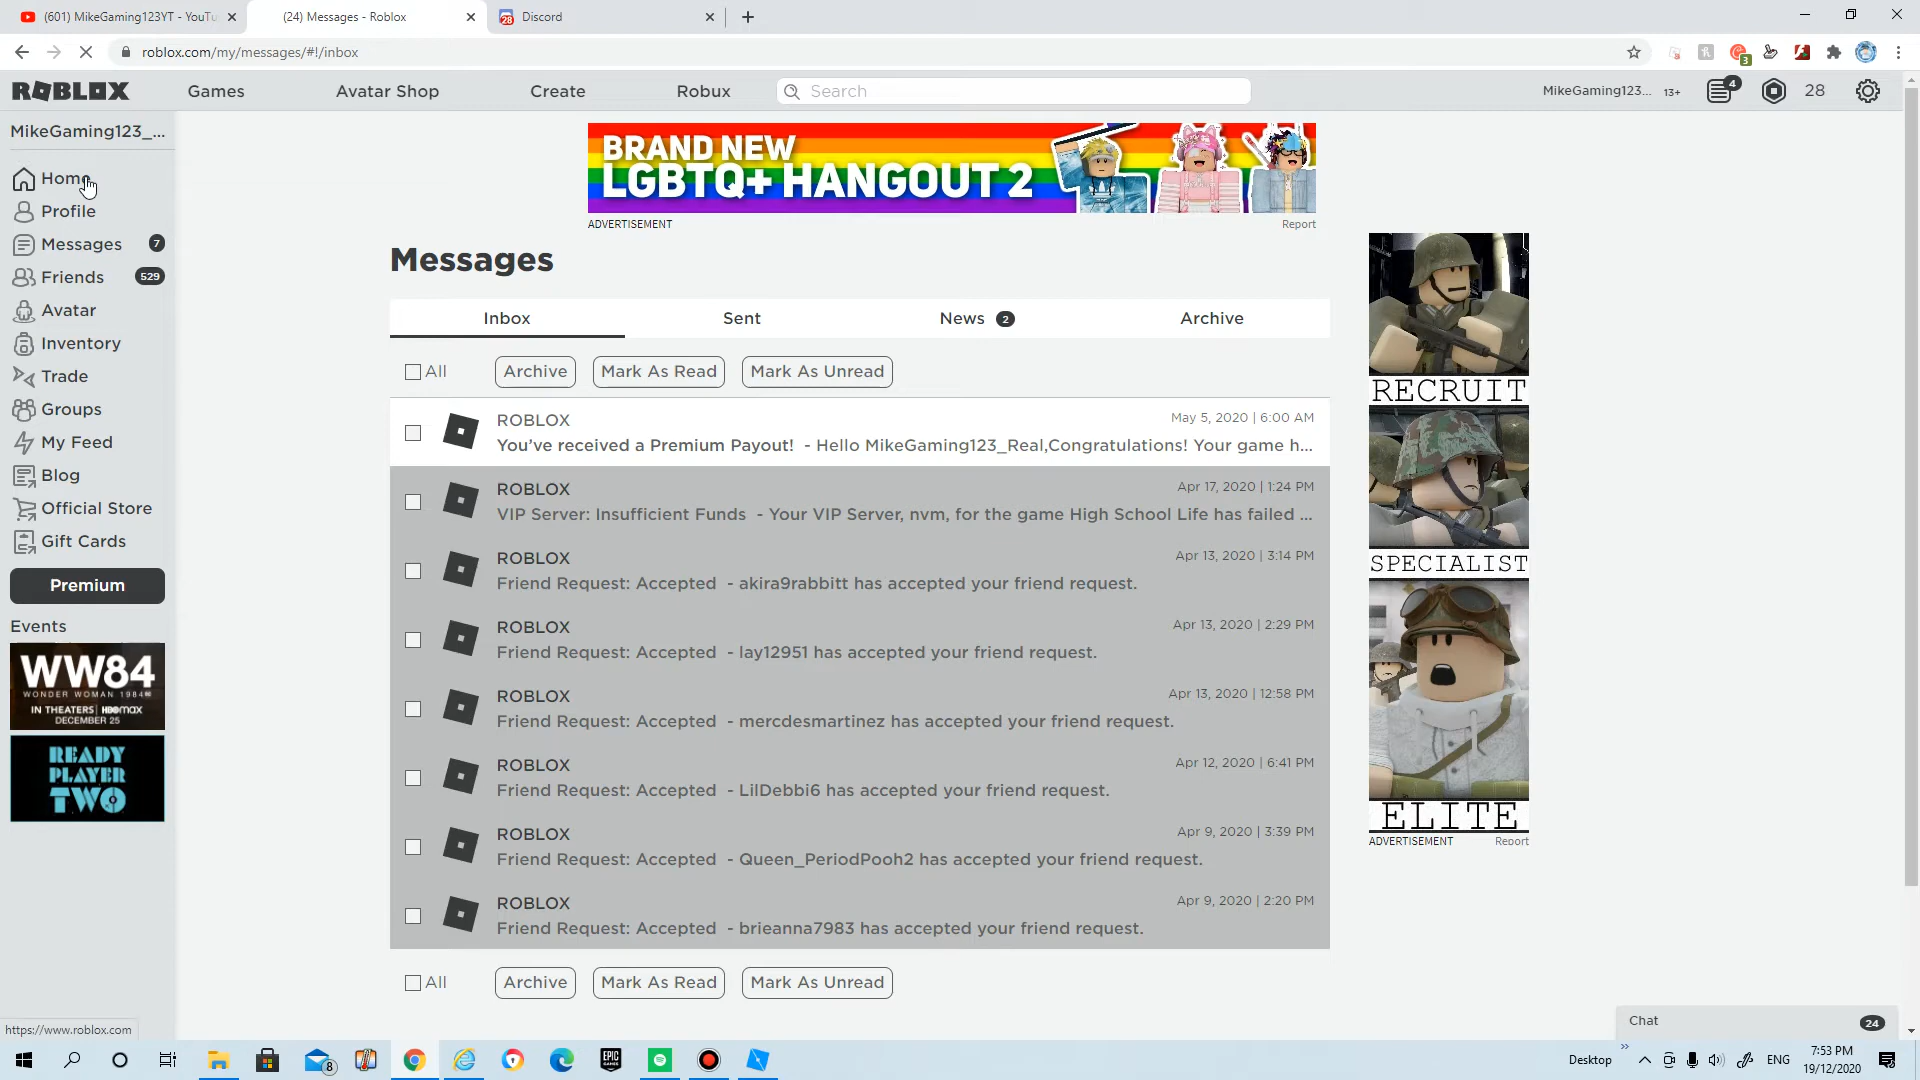 (601) MikeGaming123YT - YouTu
(24) Messages - Roblox
28
Discord
roblox.com/my/messages/#!/inbox
3
ROBLOX
Games
Avatar Shop
Create
Robux
Search
MikeGaming123...
13+
4
28
MikeGaming123_...
Home
Profile
Messages
7
Friends
529
Avatar
Inventory
Trade
Groups
My Feed
Blog
Official Store
Gift Cards
Premium
Events
WW84
WONDER WOMAN 1984
IN THEATERS | HBOmax
DECEMBER 25
READY
PLAYER
TWO
https://www.roblox.com
BRAND NEW
LGBTQ+ HANGOUT 2
ADVERTISEMENT
Report
Messages
Inbox
Sent
News 2
Archive
All
Archive
Mark As Read
Mark As Unread
ROBLOX
May 5, 2020 | 6:00 AM
You've received a Premium Payout! - Hello MikeGaming123_Real,Congratulations! Your game h...
ROBLOX
Apr 17, 2020 | 1:24 PM
VIP Server: Insufficient Funds - Your VIP Server, nvm, for the game High School Life has failed ...
ROBLOX
Apr 13, 2020 | 3:14 PM
Friend Request: Accepted - akira9rabbitt has accepted your friend request.
ROBLOX
Apr 13, 2020 | 2:29 PM
Friend Request: Accepted - lay12951 has accepted your friend request.
ROBLOX
Apr 13, 2020 | 12:58 PM
Friend Request: Accepted - mercdesmartinez has accepted your friend request.
ROBLOX
Apr 12, 2020 | 6:41 PM
Friend Request: Accepted - LilDebbi6 has accepted your friend request.
ROBLOX
Apr 9, 2020 | 3:39 PM
Friend Request: Accepted - Queen_PeriodPooh2 has accepted your friend request.
ROBLOX
Apr 9, 2020 | 2:20 PM
Friend Request: Accepted - brieanna7983 has accepted your friend request.
All
Archive
Mark As Read
Mark As Unread
RECRUIT
SPECIALIST
ELITE
ADVERTISEMENT
Report
Chat
24
8
EPIC
GAMES
Desktop
ENG
7:53 PM
19/12/2020